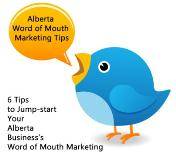 Alberta
Word of Mouth
Marketing Tips
6 Tips
to Jump-start
Your
Alberta
Business's
Word of Mouth Marketing